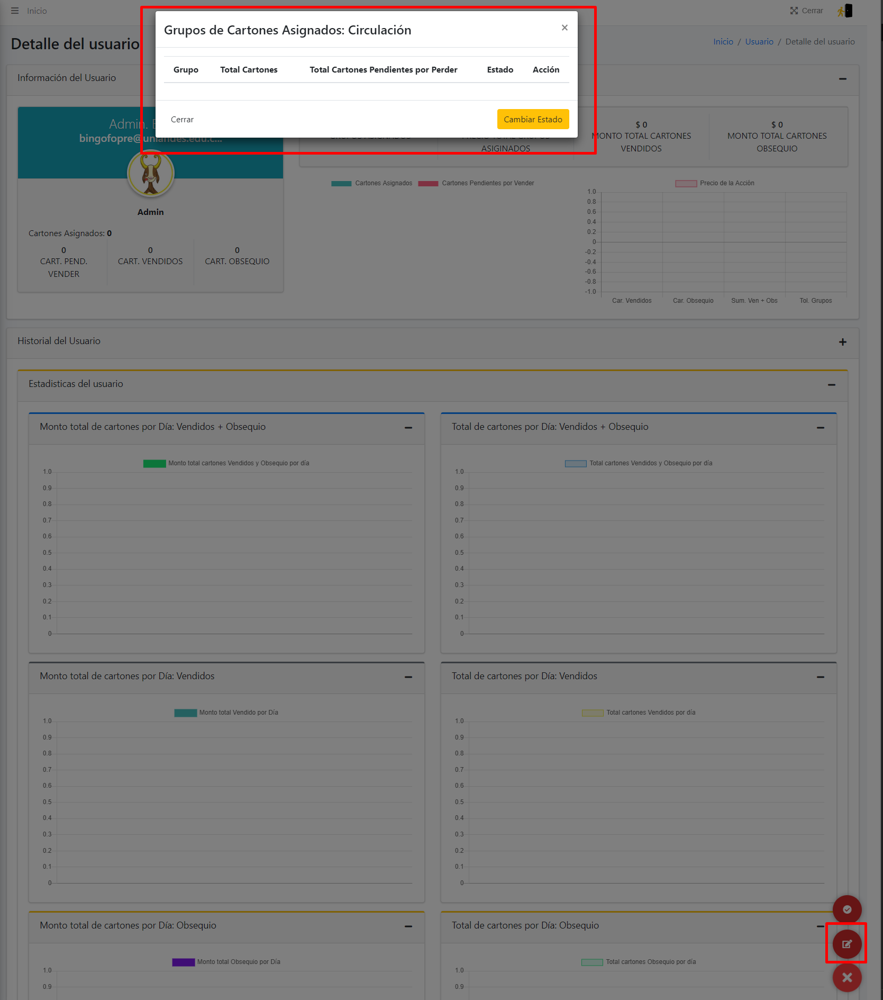 Inicio
Cerrar
Grupos de Cartones Asignados: Circulación
×
Grupo
Total Cartones
Total Cartones Pendientes por Perder
Estado
Acción
Cerrar
Cambiar Estado
Detalle del usuario
Inicio / Usuario / Detalle del usuario
Información del Usuario
Admin.
bingofopre@uniandes.edu.c...
Admin
Cartones Asignados: 0
0
CART. PEND.
VENDER
0
CART. VENDIDOS
0
CART. OBSEQUIO
GRUPOS ASIGNADOS
PRECIO TOTAL GRUPOS
ASIGINADOS
$ 0
MONTO TOTAL CARTONES
VENDIDOS
$ 0
MONTO TOTAL CARTONES
OBSEQUIO
Cartones Asignados
Cartones Pendientes por Vender
Precio de la Acción
1.0
0.8
0.6
0.4
0.2
0
-0.2
-0.4
-0.6
-0.8
-1.0
Car. Vendidos
Car. Obsequio
Sum. Ven + Obs
Tol. Grupos
Historial del Usuario
Estadisticas del usuario
Monto total de cartones por Día: Vendidos + Obsequio
Monto total cartones Vendidos y Obsequio por día
1.0
0.9
0.8
0.7
0.6
0.5
0.4
0.3
0.2
0.1
0
Total de cartones por Día: Vendidos + Obsequio
Total cartones Vendidos y Obsequio por día
1.0
0.9
0.8
0.7
0.6
0.5
0.4
0.3
0.2
0.1
0
Monto total de cartones por Día: Vendidos
Monto total Vendido por Día
1.0
0.9
0.8
0.7
0.6
0.5
0.4
0.3
0.2
0.1
0
Total de cartones por Día: Vendidos
Total cartones Vendidos por día
1.0
0.9
0.8
0.7
0.6
0.5
0.4
0.3
0.2
0.1
0
Monto total de cartones por Día: Obsequio
Monto total Obsequio por Día
1.0
0.9
Total de cartones por Día: Obsequio
Total cartones Obsequio por día
1.0
0.9